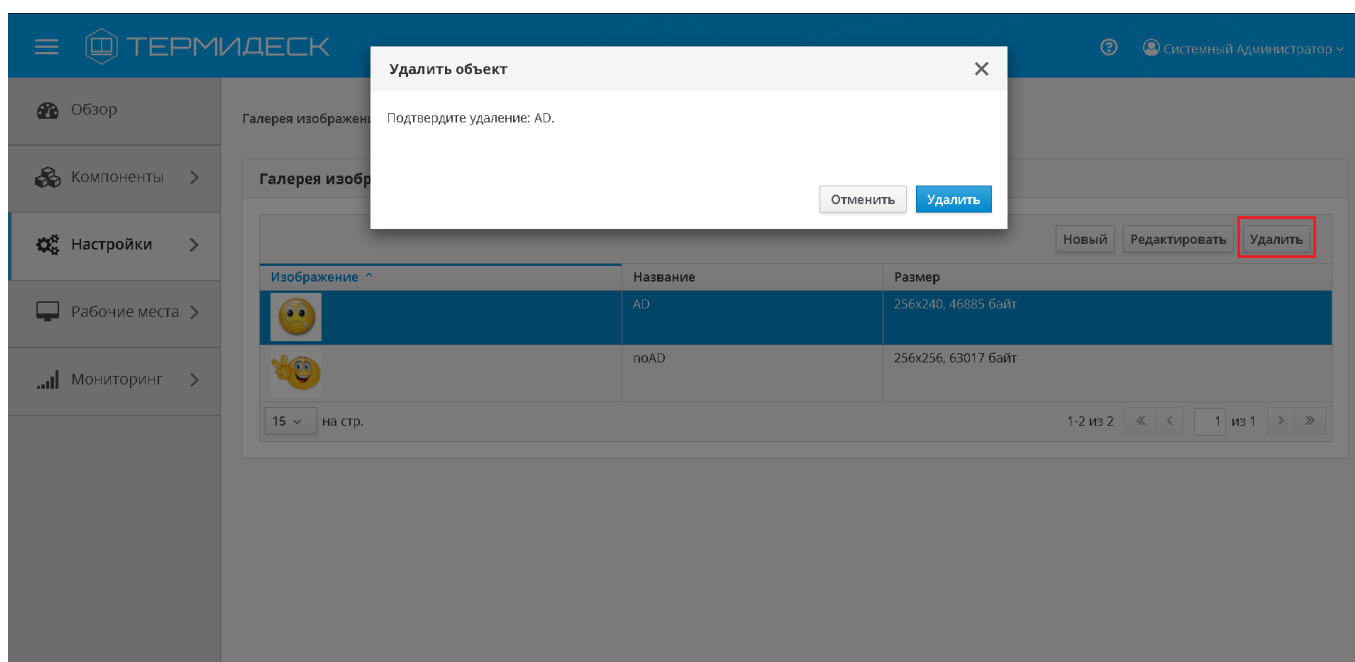 ТЕРМИДЕСК
Системный Администратор
Удалить объект
Подтвердите удаление: AD.
Отменить Удалить
Обзор
Компоненты
Настройки
Рабочие места
Мониторинг
Галерея изображени
Галерея изобр
Новый Редактировать Удалить
Изображение Название Размер
AD 256x240, 46885 байт
noAD 256x256, 63017 байт
15 на стр. 1-2 из 2 1 из 1